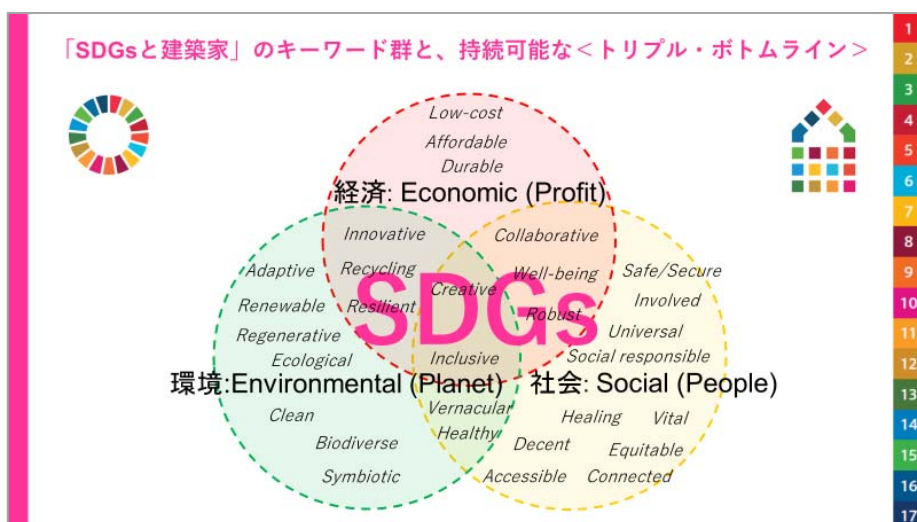 「SDGsと建築家」のキーワード群と、持続可能な＜トリプル・ボトムライン＞
Low-cost
Affordable
Durable
経済: Economic (Profit)
Innovative
Collaborative
Adaptive
Recycling
Well-being
Safe/Secure
Creative
Renewable
Resilient
SDGs
Robust
Involved
Regenerative
Universal
Ecological
Inclusive
Social responsible
環境:Environmental (Planet)
社会: Social (People)
Clean
Vernacular
Healing
Vital
Healthy
Biodiverse
Decent
Equitable
Symbiotic
Accessible
Connected
1
2
3
4
5
6
7
8
9
10
11
12
13
14
15
16
17